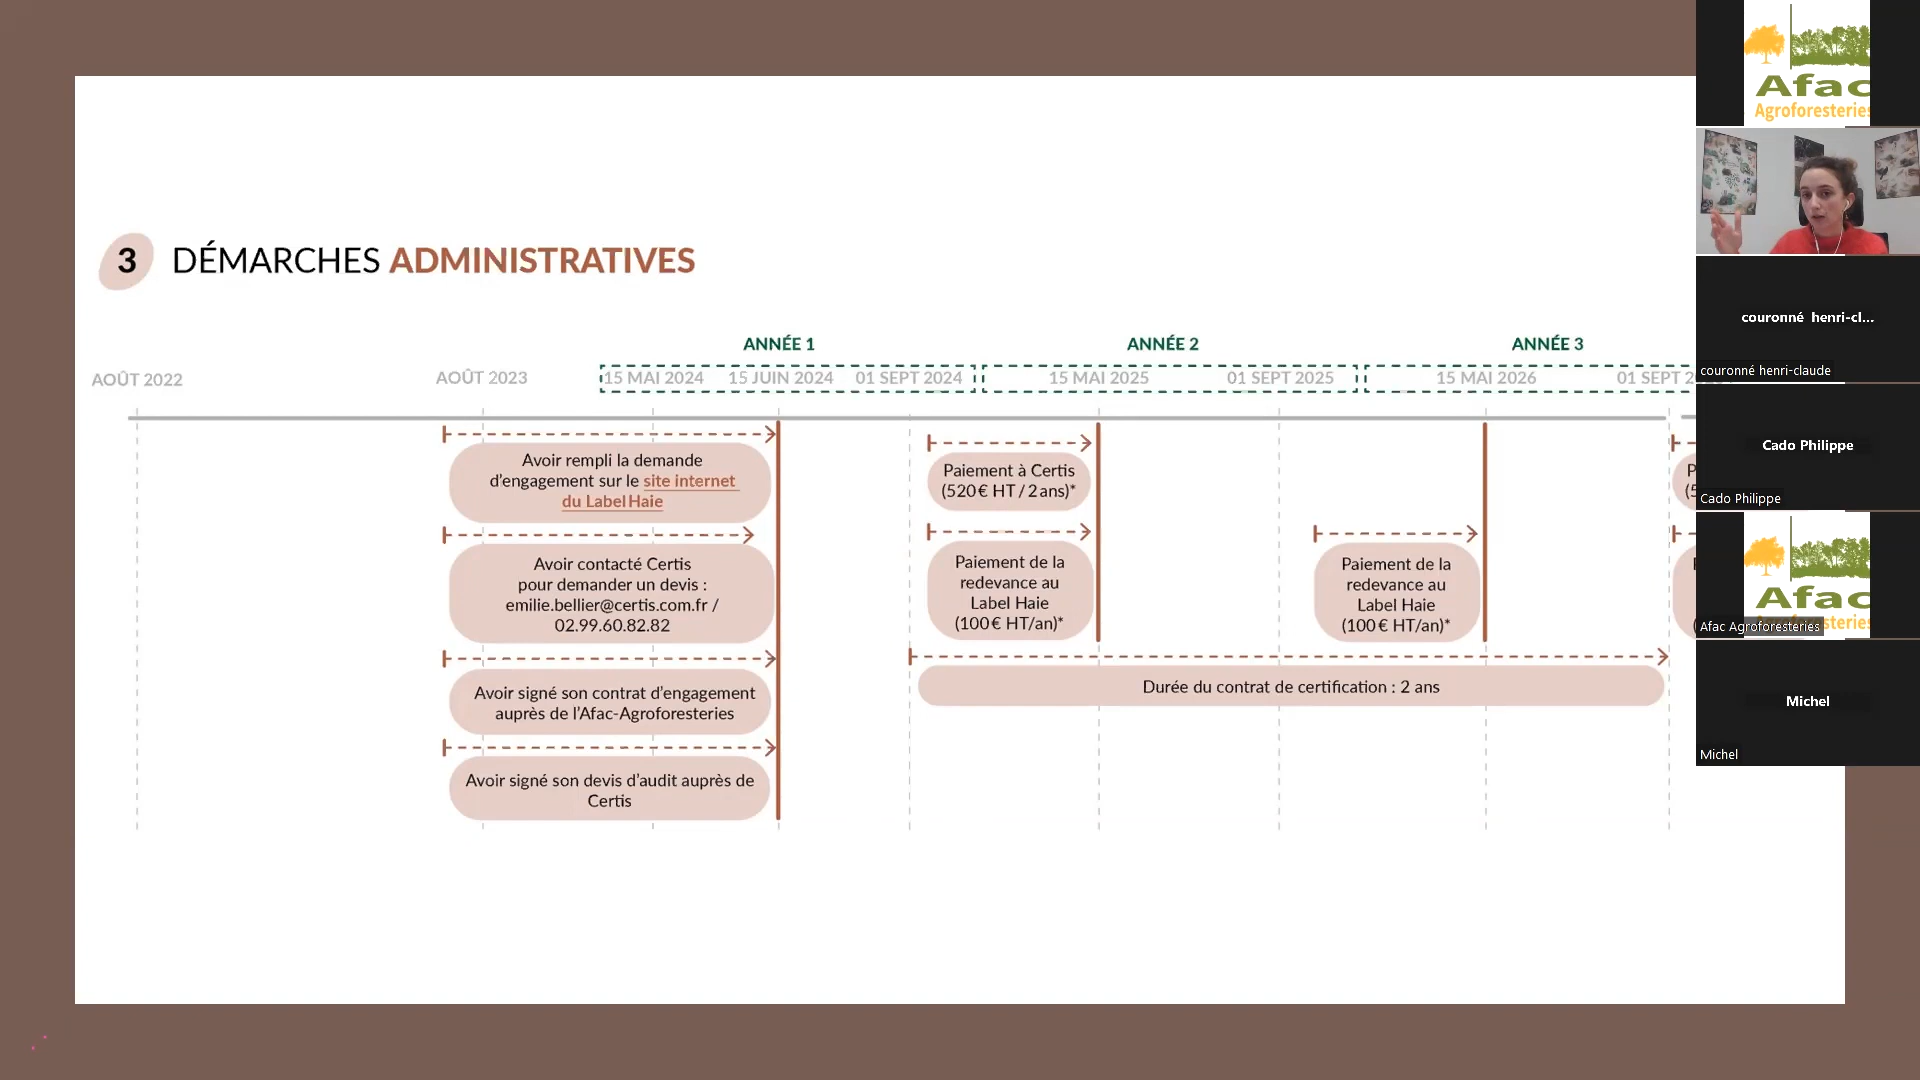 3 DÉMARCHES ADMINISTRATIVES
ANNÉE 1
ANNÉE 2
ANNÉE 3
AOÛT 2022
AOÛT 2023
15 MAI 2024
15 JUIN 2024
01 SEPT 2024
15 MAI 2025
01 SEPT 2025
15 MAI 2026
01 SEPT
Avoir rempli la demande
d'engagement sur le site internet
du Label Haie
Avoir contacté Certis
pour demander un devis :
emilie.bellier@certis.com.fr /
02.99.60.82.82
Avoir signé son contrat d'engagement
auprès de l'Afac-Agroforesteries
Avoir signé son devis d'audit auprès de
Certis
Paiement à Certis
(520€ HT / 2 ans)*
Paiement de la
redevance au
Label Haie
(100€ HT/an)*
Paiement de la
redevance au
Label Haie
(100€ HT/an)*
Durée du contrat de certification : 2 ans
Afac
Agroforesteries
couronné henri-cl...
couronné henri-claude
Cado Philippe
Cado Philippe
Afac
Afac Agroforesteries
Michel
Michel